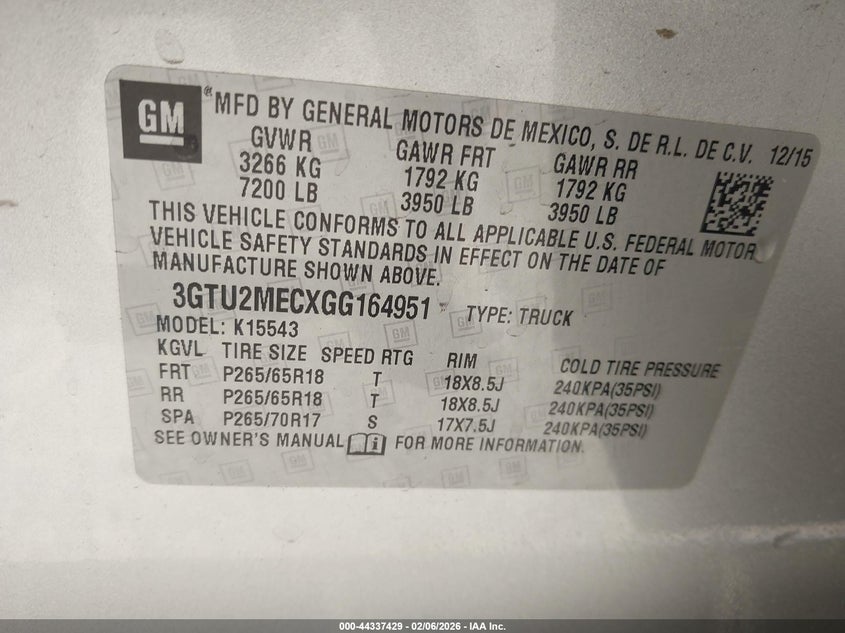 GM
®MFD BY GENERAL MOTORS DE MEXICO, S. DE R.L. DE C.V. 12/15
GVWR GAWR FRT GAWR RR
3266 KG 1792 KG 1792 KG
7200 LB 3950 LB 3950 LB
THIS VEHICLE CONFORMS TO ALL APPLICABLE U.S. FEDERAL MOTOR
VEHICLE SAFETY STANDARDS IN EFFECT ON THE DATE OF
MANUFACTURE SHOWN ABOVE.
3GTU2MECXGG164951 TYPE: TRUCK
MODEL: K15543
KGVL TIRE SIZE SPEED RTG RIM COLD TIRE PRESSURE
FRT P265/65R18 T 18X8.5J 240KPA(35PSI)
RR P265/65R18 T 18X8.5J 240KPA(35PSI)
SPA P265/70R17 S 17X7.5J 240KPA(35PSI)
SEE OWNER'S MANUAL i FOR MORE INFORMATION.
000-44337429 - 02/06/2026 - IAA Inc.